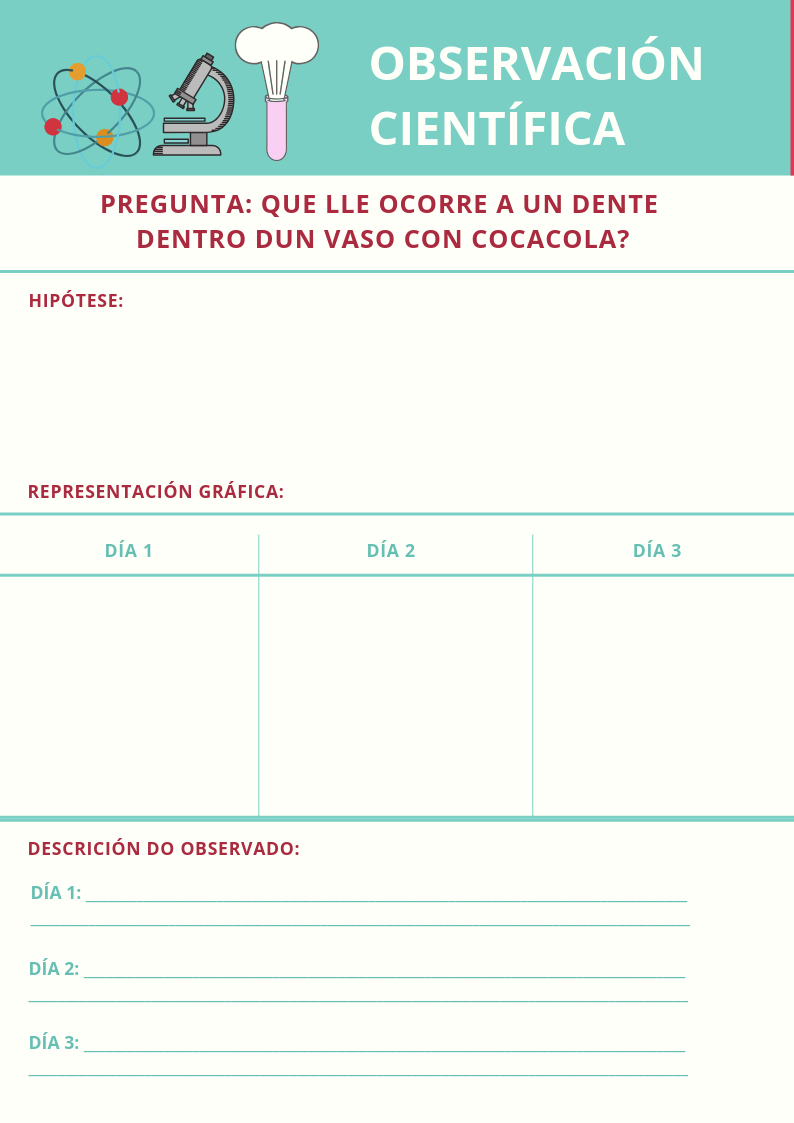 OBSERVACIÓN
CIENTÍFICA
PREGUNTA: QUE LLE OCORRE A UN DENTE
DENTRO DUN VASO CON COCACOLA?
HIPÓTESE:
REPRESENTACIÓN GRÁFICA:
DÍA 1 DÍA 2 DÍA 3
DESCRICIÓN DO OBSERVADO:
DÍA 1:
DÍA 2:
DÍA 3: